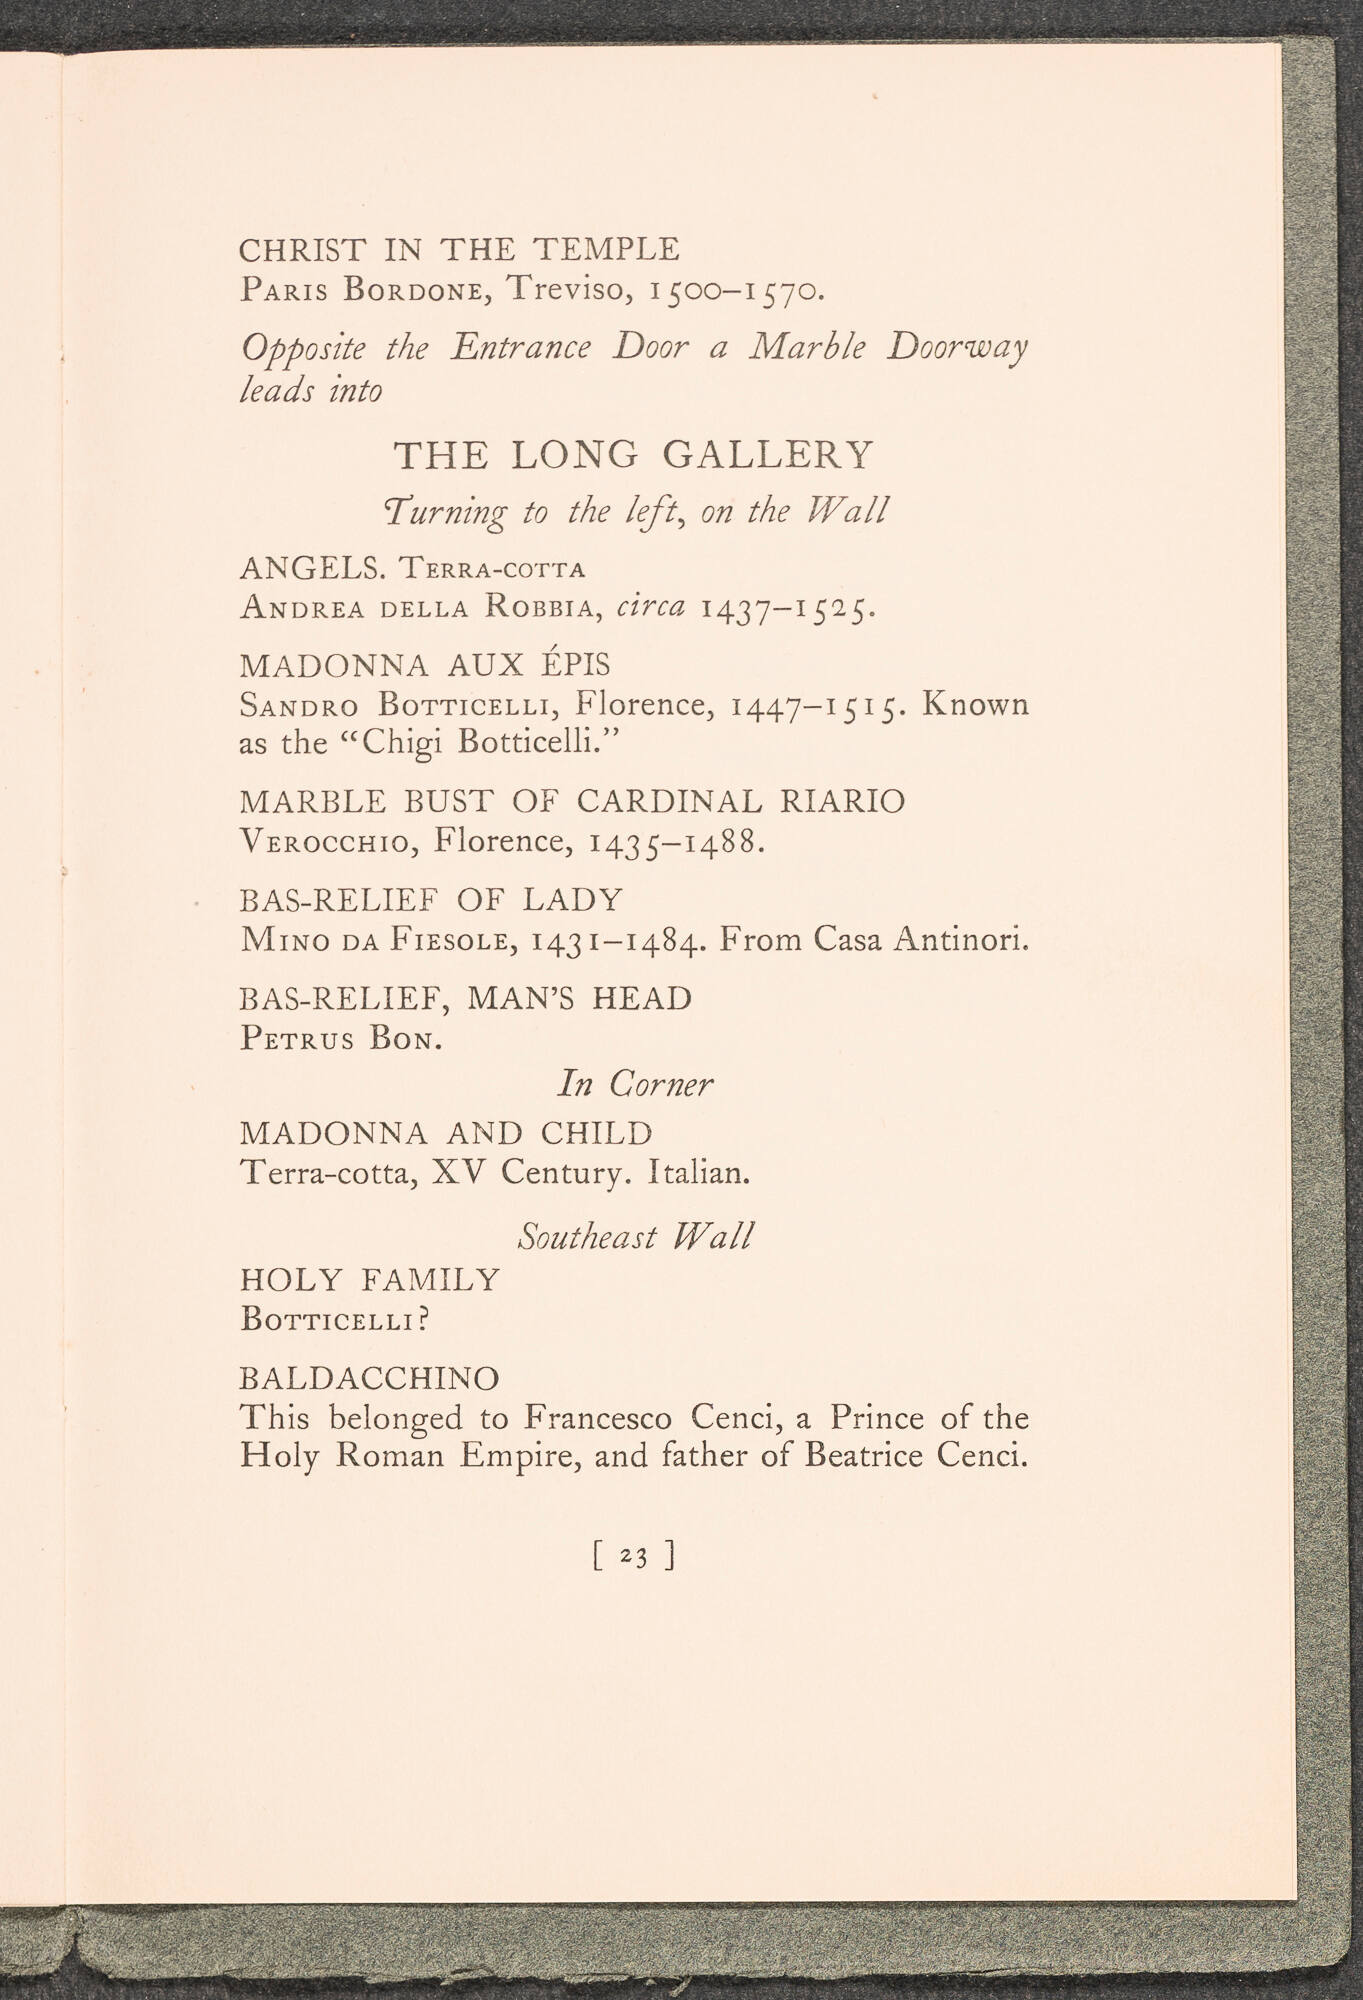 CHRIST IN THE TEMPLE
Paris Bordone, Treviso, 1500–1570.
Opposite the Entrance Door a Marble Doorway
leads into
THE LONG GALLERY
Turning to the left, on the Wall
ANGELS. Terra-cotta
Andrea della Robbia, circa 1437–1525.
MADONNA AUX ÉPIS
Sandro Botticelli, Florence, 1447–1515. Known
as the “Chigi Botticelli.”
MARBLE BUST OF CARDINAL RIARIO
Verocchio, Florence, 1435–1488.
BAS-RELIEF OF LADY
Mino da Fiesole, 1431–1484. From Casa Antinori.
BAS-RELIEF, MAN’S HEAD
Petrus Bon.
In Corner
MADONNA AND CHILD
Terra-cotta, XV Century. Italian.
Southeast Wall
HOLY FAMILY
Botticelli?
BALDACCHINO
This belonged to Francesco Cenci, a Prince of the
Holy Roman Empire, and father of Beatrice Cenci.
[ 23 ]